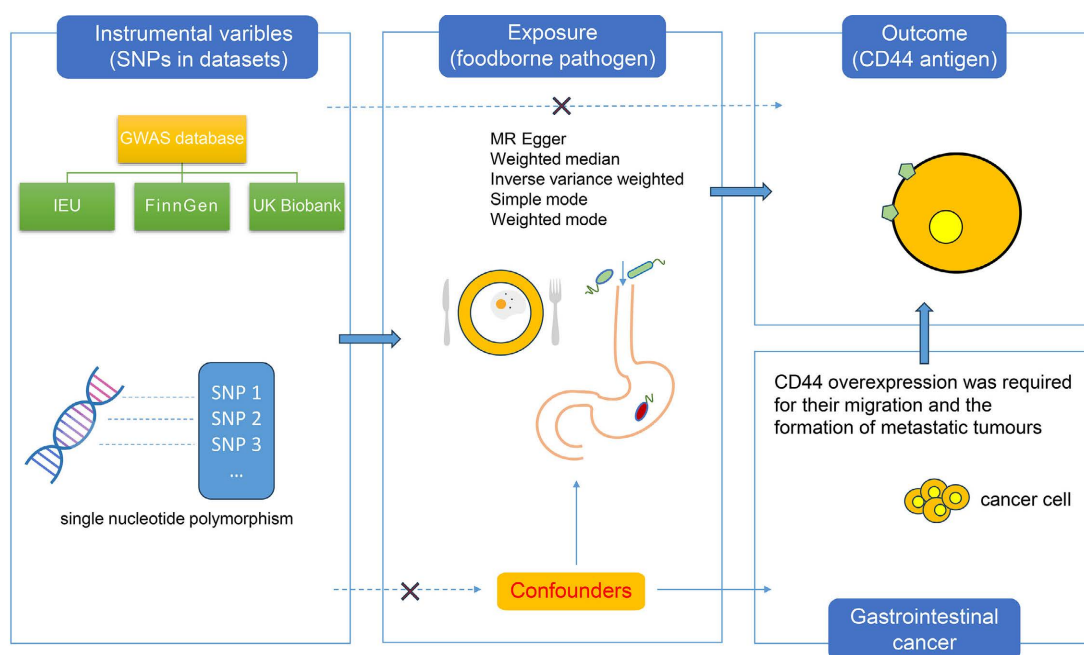 Instrumental varibles
(SNPs in datasets)
GWAS database
IEU
FinnGen
UK Biobank
SNP 1
SNP 2
SNP 3
...
single nucleotide polymorphism
Exposure
(foodborne pathogen)
MR Egger
Weighted median
Inverse variance weighted
Simple mode
Weighted mode
Confounders
Outcome
(CD44 antigen)
CD44 overexpression was required
for their migration and the
formation of metastatic tumours
cancer cell
Gastrointestinal
cancer